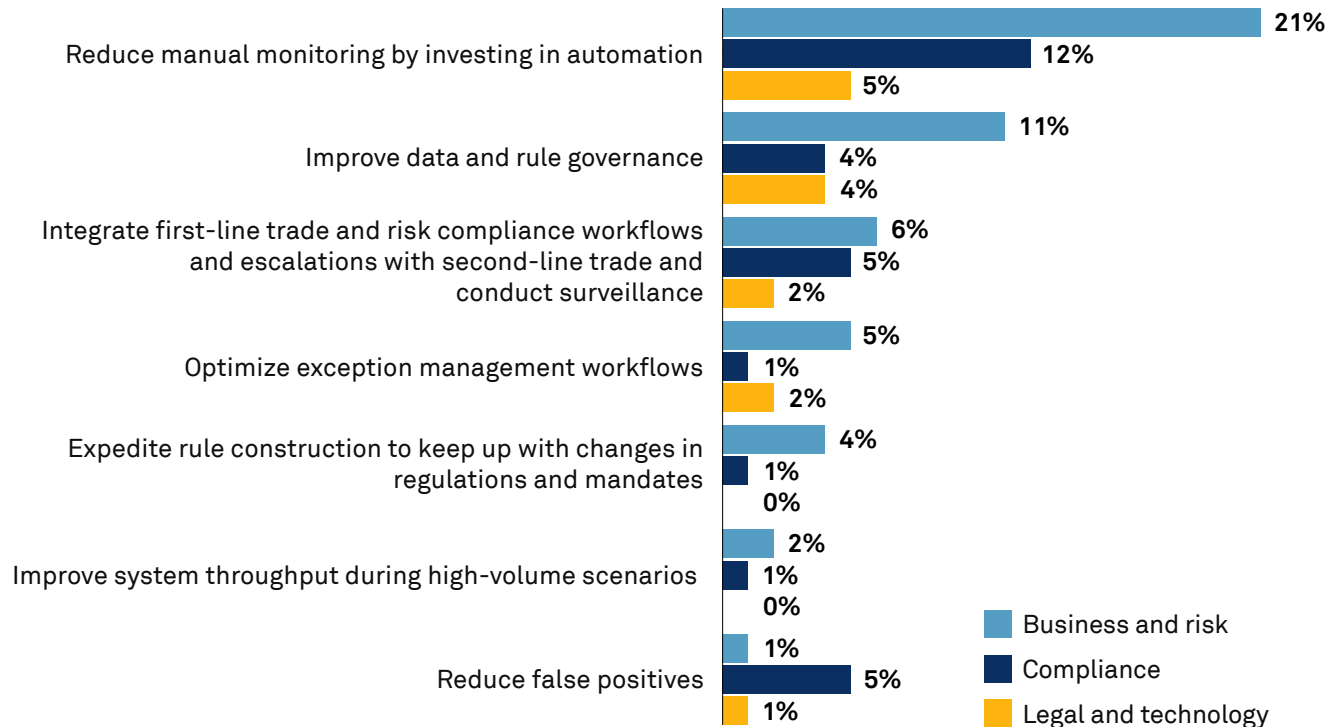 21%
Reduce manual monitoring by investing in automation
12%
5%
11%
Improve data and rule governance
4%
4%
Integrate first-line trade and risk compliance workflows
and escalations with second-line trade and
conduct surveillance
6%
5%
2%
5%
Optimize exception management workflows
1%
2%
4%
Expedite rule construction to keep up with changes in
regulations and mandates
1%
0%
2%
Improve system throughput during high-volume scenarios
1%
0%
1%
Reduce false positives
5%
1%
Business and risk
Compliance
Legal and technology